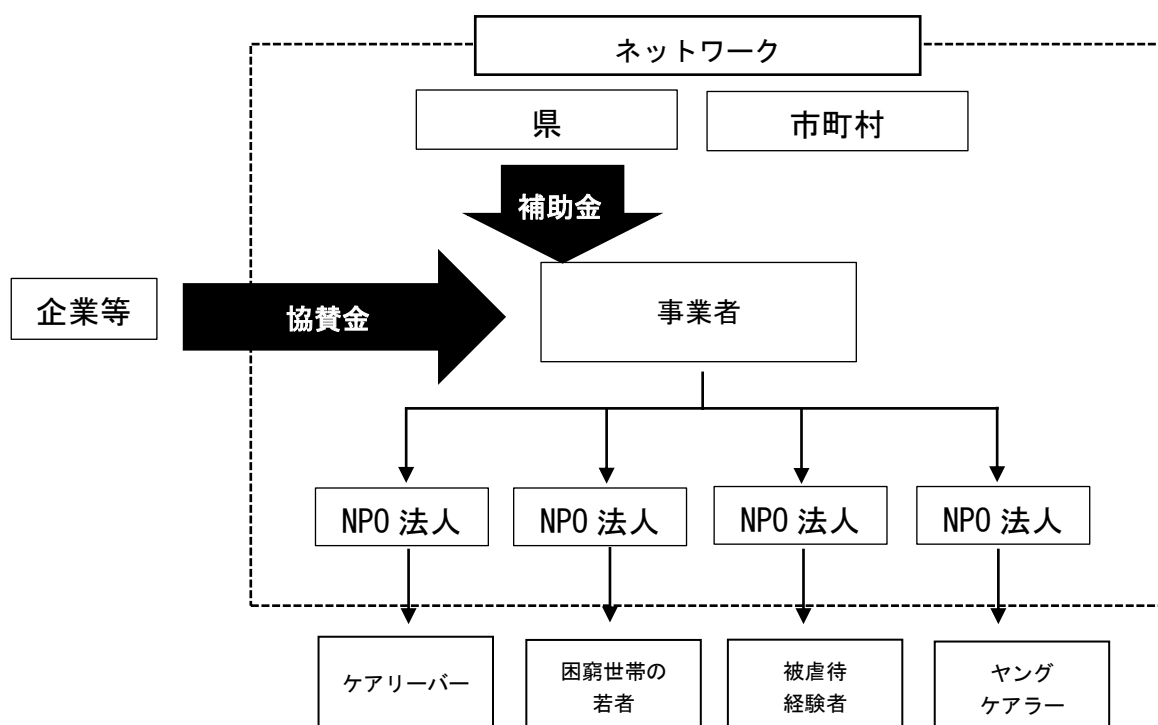 ネットワーク
県
市町村
補助金
企業等
協賛金
事業者
NPO 法人
NPO 法人
NPO 法人
NPO 法人
ケアリーバー
困窮世帯の
若者
被虐待
経験者
ヤング
ケアラー